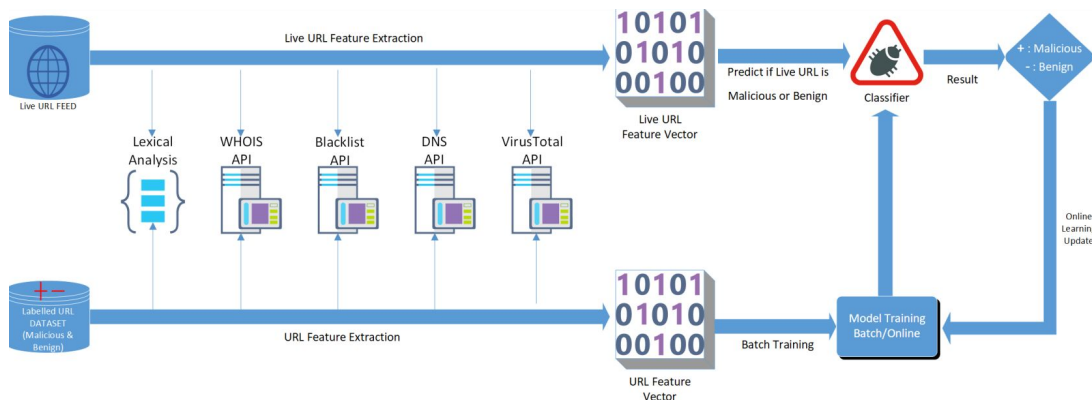 Live URL FEED
Live URL Feature Extraction
10101
01010
00100
Live URL
Feature Vector
Predict if Live URL is
Malicious or Benign
Classifier
Result
+ : Malicious
- : Benign
Lexical
Analysis
WHOIS
API
Blacklist
API
DNS
API
VirusTotal
API
Online
Learning
Update
+ -
Labelled URL
DATASET
(Malicious &
Benign)
URL Feature Extraction
10101
01010
00100
URL Feature
Vector
Batch Training
Model Training
Batch/Online